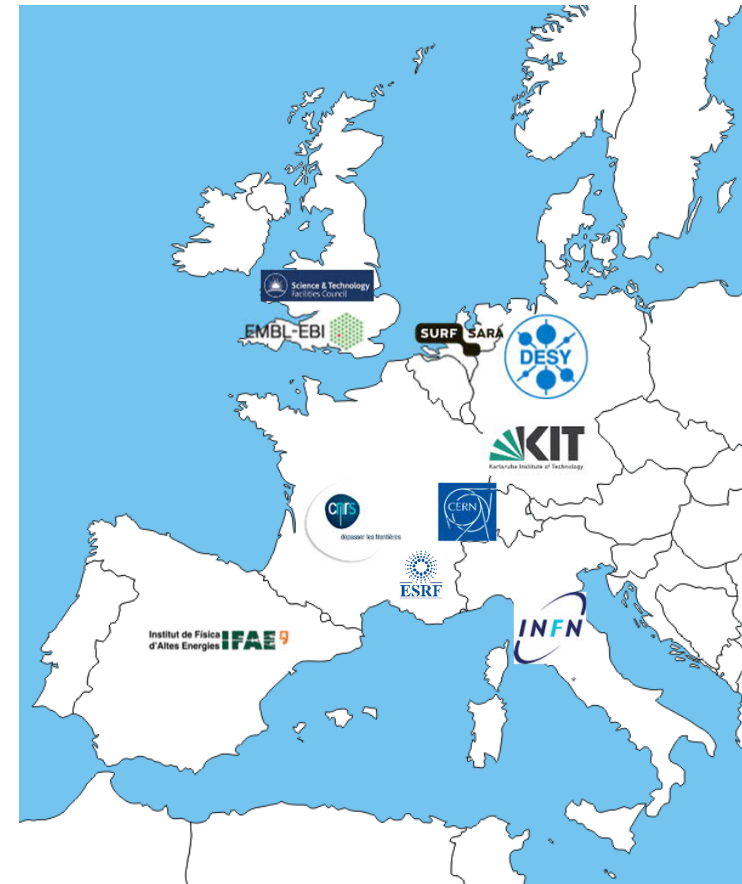 Science & Technology
Facilities Council
EMBL-EBI
SURF SARA
DESY
KIT
Karlsruhe Institute of Technology
CERN
cnrs
dépasser les frontières
ESRF
INFN
Institut de Física
d'Altes Energies IFAE